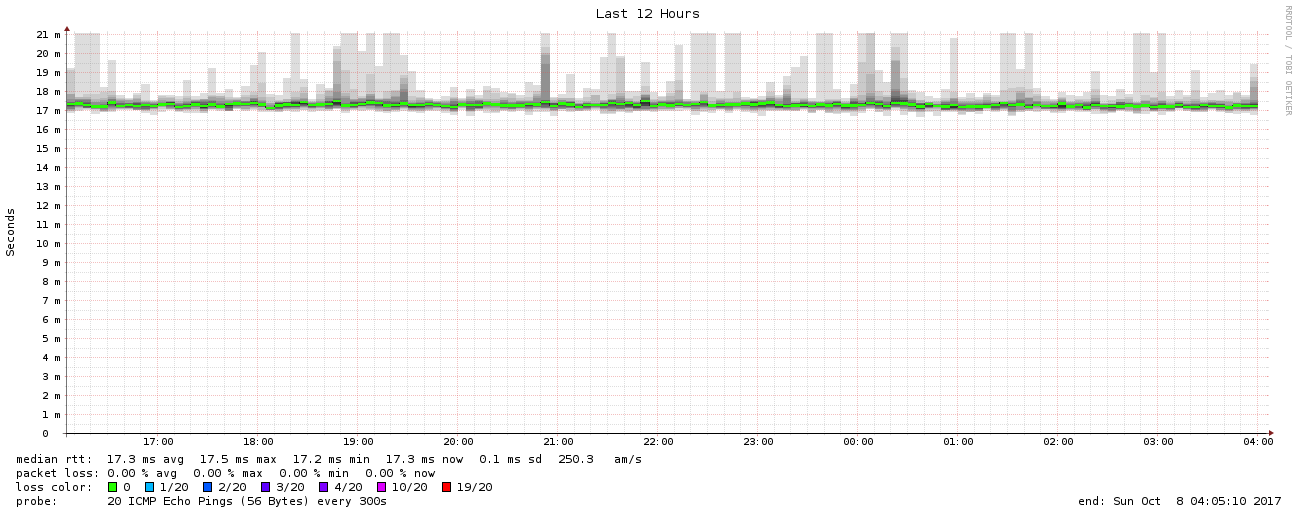 Last 12 Hours
RRDTOOL / TOBI OETIKER
Seconds
21 m
20 m
19 m
18 m
17 m
16 m
15 m
14 m
13 m
12 m
11 m
10 m
9 m
8 m
7 m
6 m
5 m
4 m
3 m
2 m
1 m
0
17:00 18:00 19:00 20:00 21:00 22:00 23:00 00:00 01:00 02:00 03:00 04:00
median rtt: 17.3 ms avg 17.5 ms max 17.2 ms min 17.3 ms now 0.1 ms sd 250.3 am/s
packet loss: 0.00 % avg 0.00 % max 0.00 % min 0.00 % now
loss color: 0 1/20 2/20 3/20 4/20 10/20 19/20
probe: 20 ICMP Echo Pings (56 Bytes) every 300s end: Sun Oct 8 04:05:10 2017